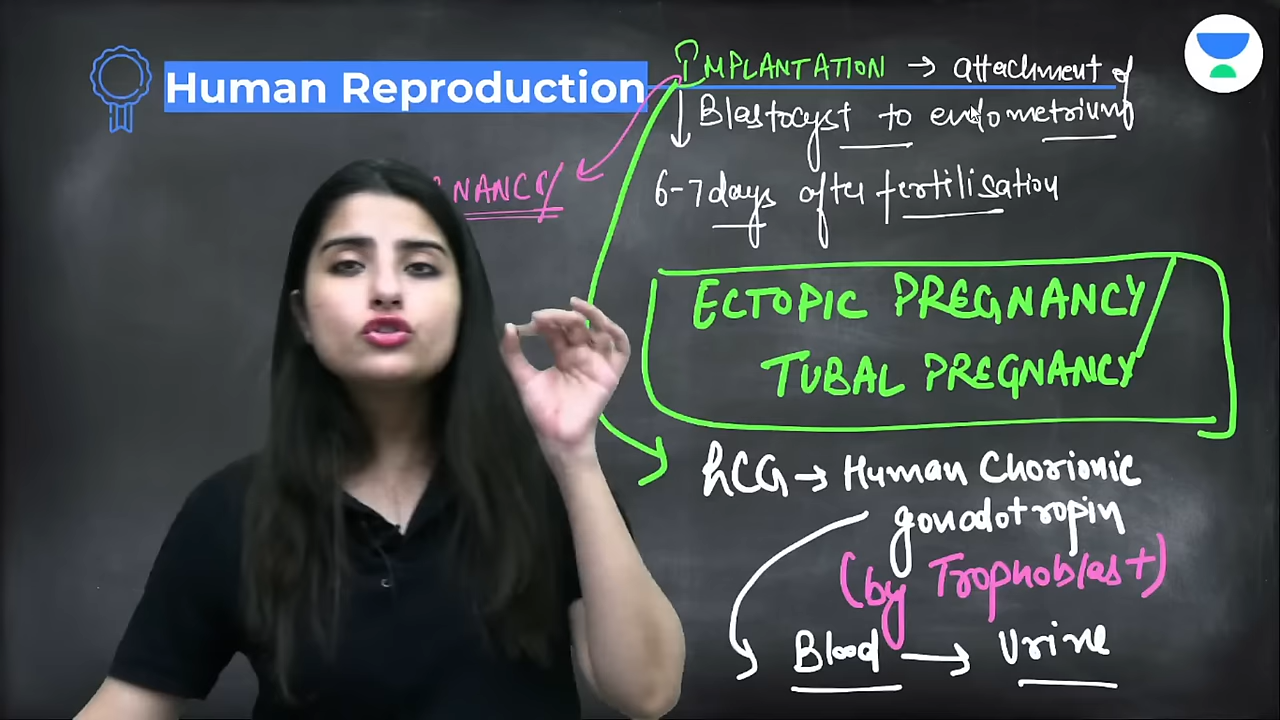 Human Reproduction
IMPLANTATION → attachment of
Blastocyst to endometrium
6-7 days after fertilisation
NANCY
ECTOPIC PREGNANCY/
TUBAL PREGNANCY
hCG → Human Chorionic
gonadotropin
(by Trophoblast)
Blood → Urine